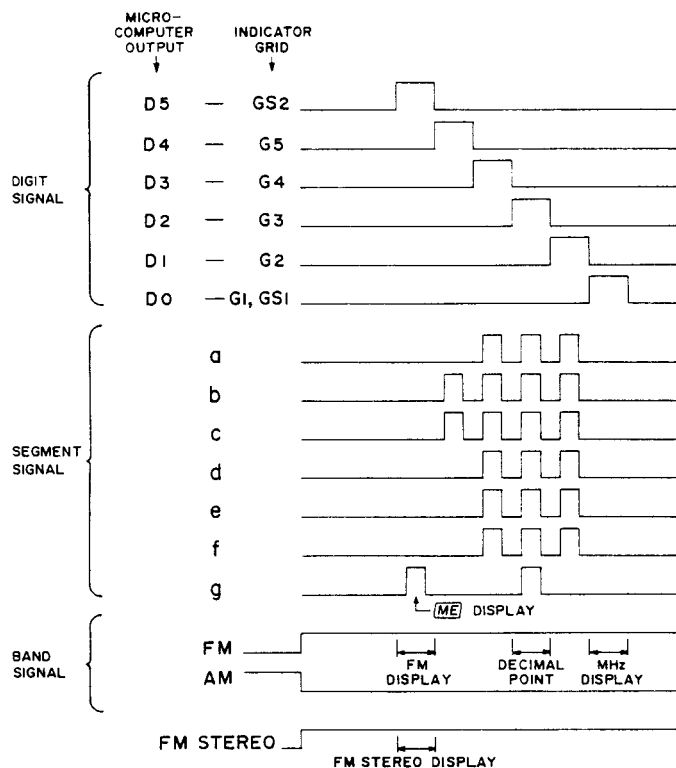 MICRO-
COMPUTER
OUTPUT
INDICATOR
GRID
DIGIT
SIGNAL
D5 — GS2
D4 — G5
D3 — G4
D2 — G3
D1 — G2
D0 — G1, GS1
SEGMENT
SIGNAL
a
b
c
d
e
f
g
ME DISPLAY
BAND
SIGNAL
FM
AM
FM
DISPLAY
DECIMAL
POINT
MHz
DISPLAY
FM STEREO
FM STEREO DISPLAY